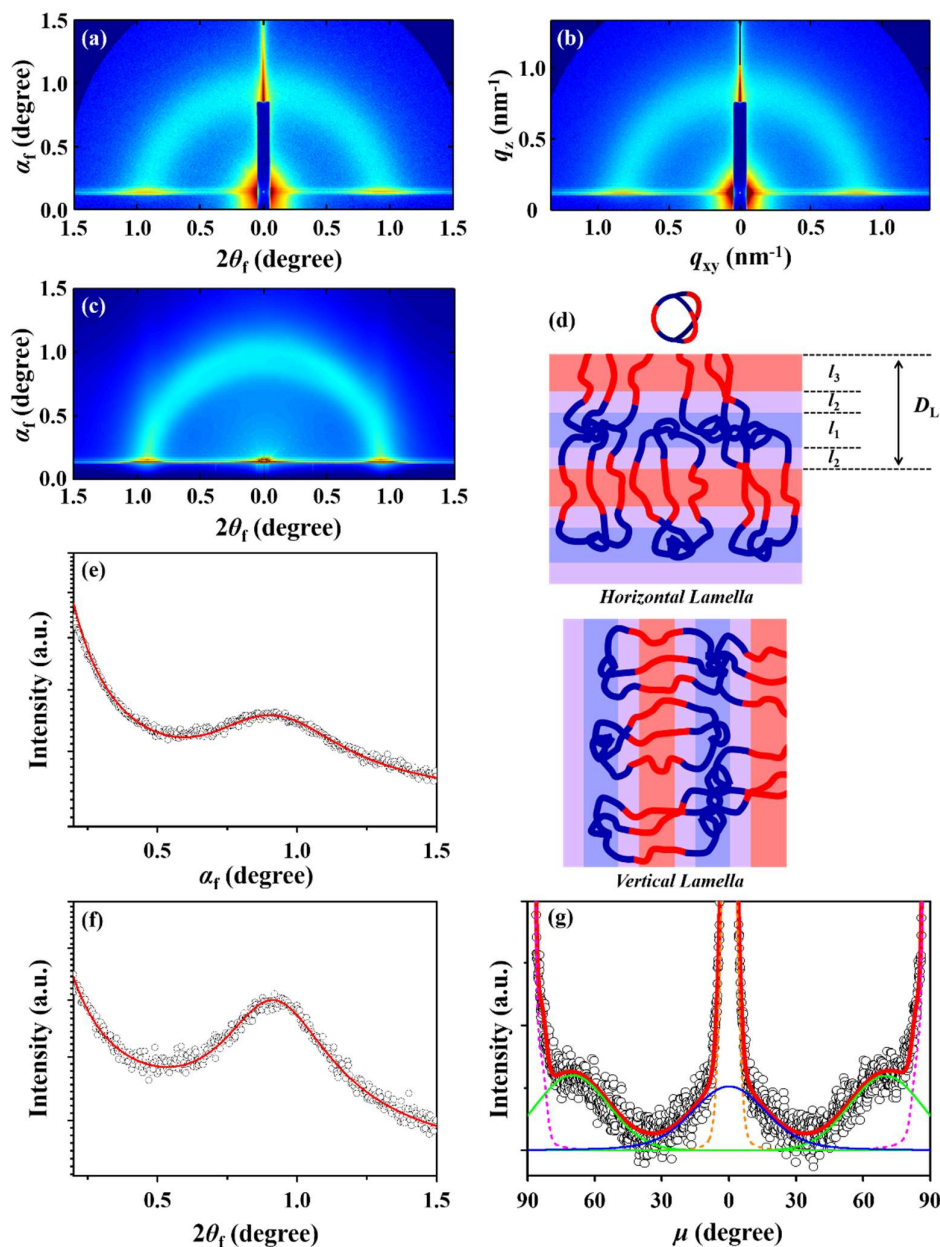 (a)
1.5
1.0
0.5
0.0
αf (degree)
1.5 1.0 0.5 0.0 0.5 1.0 1.5
2θf (degree)
(b)
1.0
0.5
0
qz (nm-1)
1.0 0.5 0 0.5 1.0
qxy (nm-1)
(c)
1.5
1.0
0.5
0.0
αf (degree)
1.5 1.0 0.5 0.0 0.5 1.0 1.5
2θf (degree)
(d)
l3
l2
l1
l2
DL
Horizontal Lamella
Vertical Lamella
(e)
Intensity (a.u.)
0.5 1.0 1.5
αf (degree)
(f)
Intensity (a.u.)
0.5 1.0 1.5
2θf (degree)
(g)
Intensity (a.u.)
90 60 30 0 30 60 90
μ (degree)